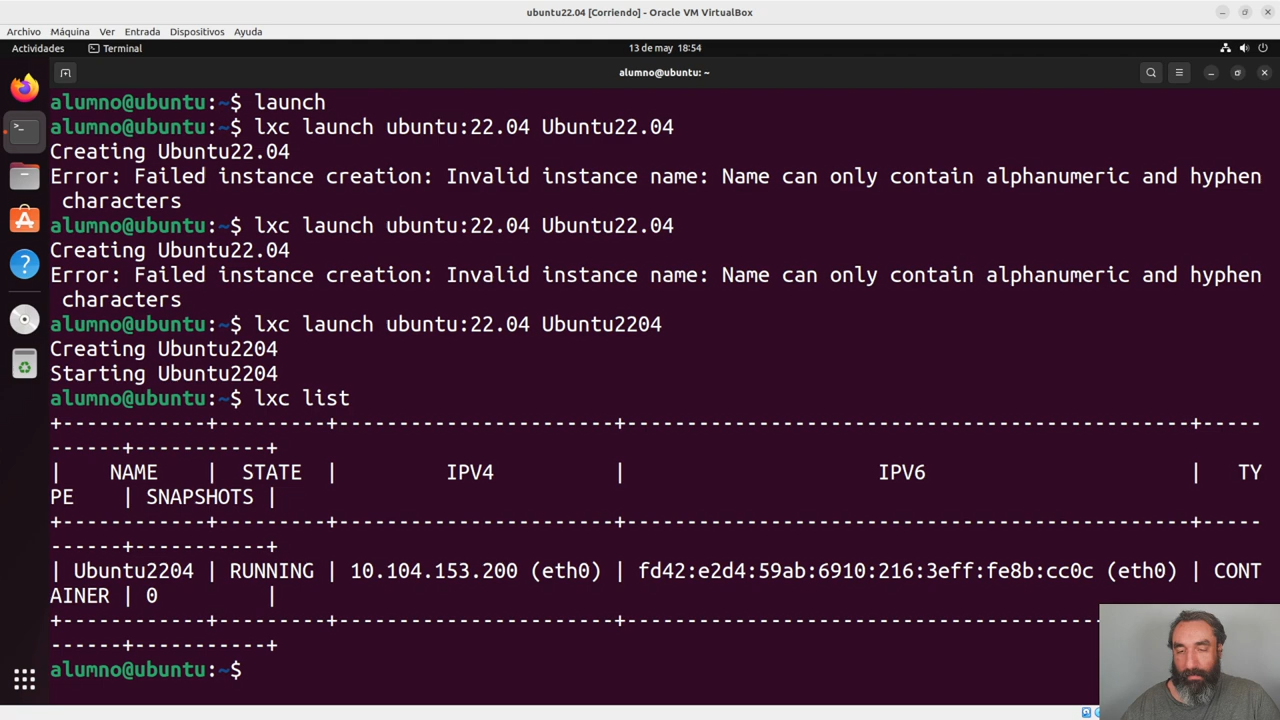 ubuntu22.04 [Corriendo] - Oracle VM VirtualBox
Archivo Máquina Ver Entrada Dispositivos Ayuda
Actividades Terminal 13 de may 18:54
alumno@ubuntu: ~
alumno@ubuntu:~$ launch
alumno@ubuntu:~$ lxc launch ubuntu:22.04 Ubuntu22.04
Creating Ubuntu22.04
Error: Failed instance creation: Invalid instance name: Name can only contain alphanumeric and hyphen
characters
alumno@ubuntu:~$ lxc launch ubuntu:22.04 Ubuntu22.04
Creating Ubuntu22.04
Error: Failed instance creation: Invalid instance name: Name can only contain alphanumeric and hyphen
characters
alumno@ubuntu:~$ lxc launch ubuntu:22.04 Ubuntu2204
Creating Ubuntu2204
Starting Ubuntu2204
alumno@ubuntu:~$ lxc list
+------------+---------+-----------------------+-----------------------------------------------+-----
------+-----------+
| NAME | STATE | IPV4 | IPV6 | TY
PE | SNAPSHOTS |
+------------+---------+-----------------------+-----------------------------------------------+-----
------+-----------+
| Ubuntu2204 | RUNNING | 10.104.153.200 (eth0) | fd42:e2d4:59ab:6910:216:3eff:fe8b:cc0c (eth0) | CONT
AINER | 0 |
+------------+---------+-----------------------+---------------------------------------
------+-----------+
alumno@ubuntu:~$